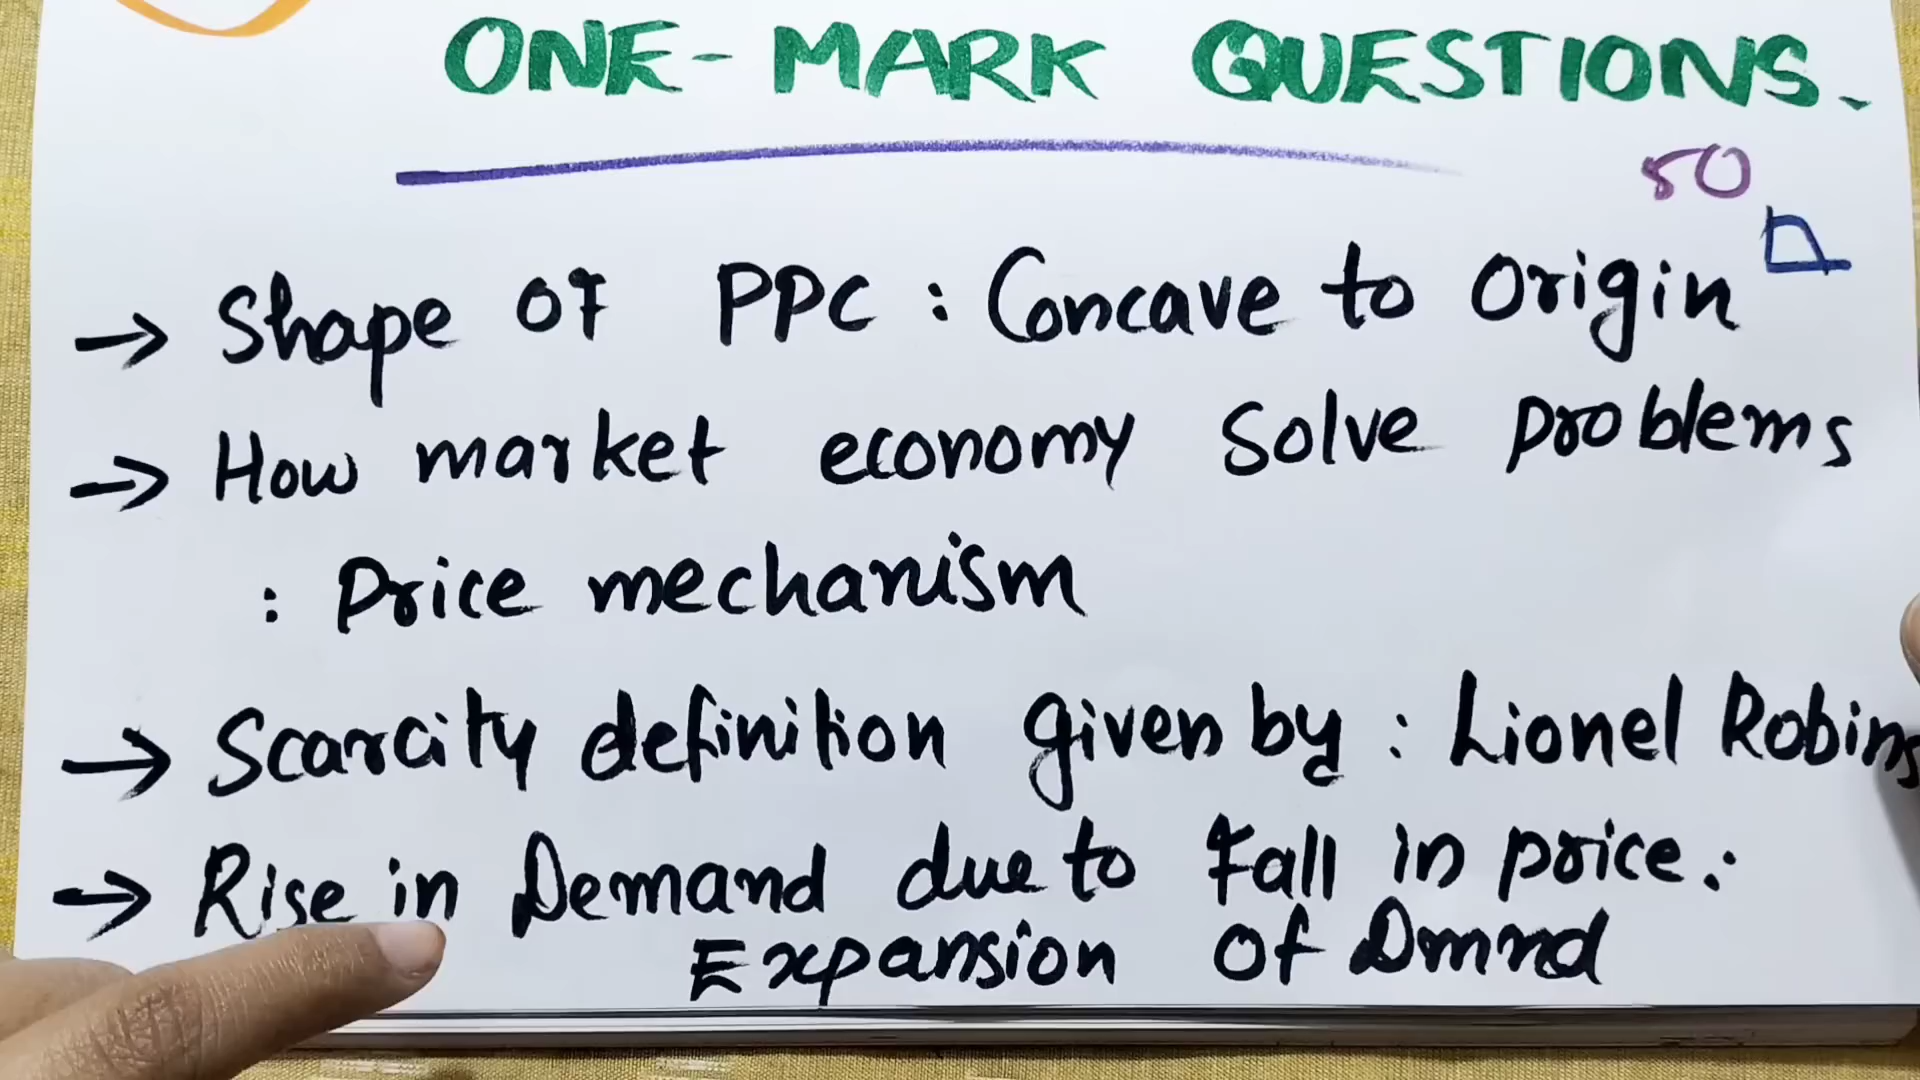 ONE-MARK QUESTIONS.
50
→ Shape of PPC : Concave to origin
→ How market economy solve problems
: Price mechanism
→ Scarcity definition given by : Lionel Robins
→ Rise in Demand due to Fall in price :
Expansion of Dmnd